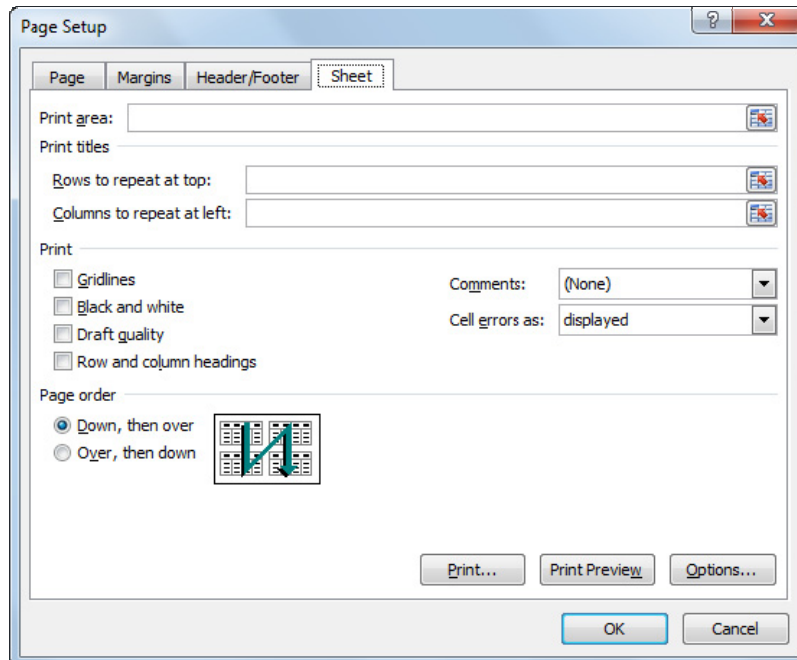 Page Setup
Page Margins Header/Footer Sheet
Print area:
Print titles
Rows to repeat at top:
Columns to repeat at left:
Print
Gridlines
Comments: (None)
Black and white
Cell errors as: displayed
Draft quality
Row and column headings
Page order
Down, then over
Over, then down
Print... Print Preview Options...
OK Cancel